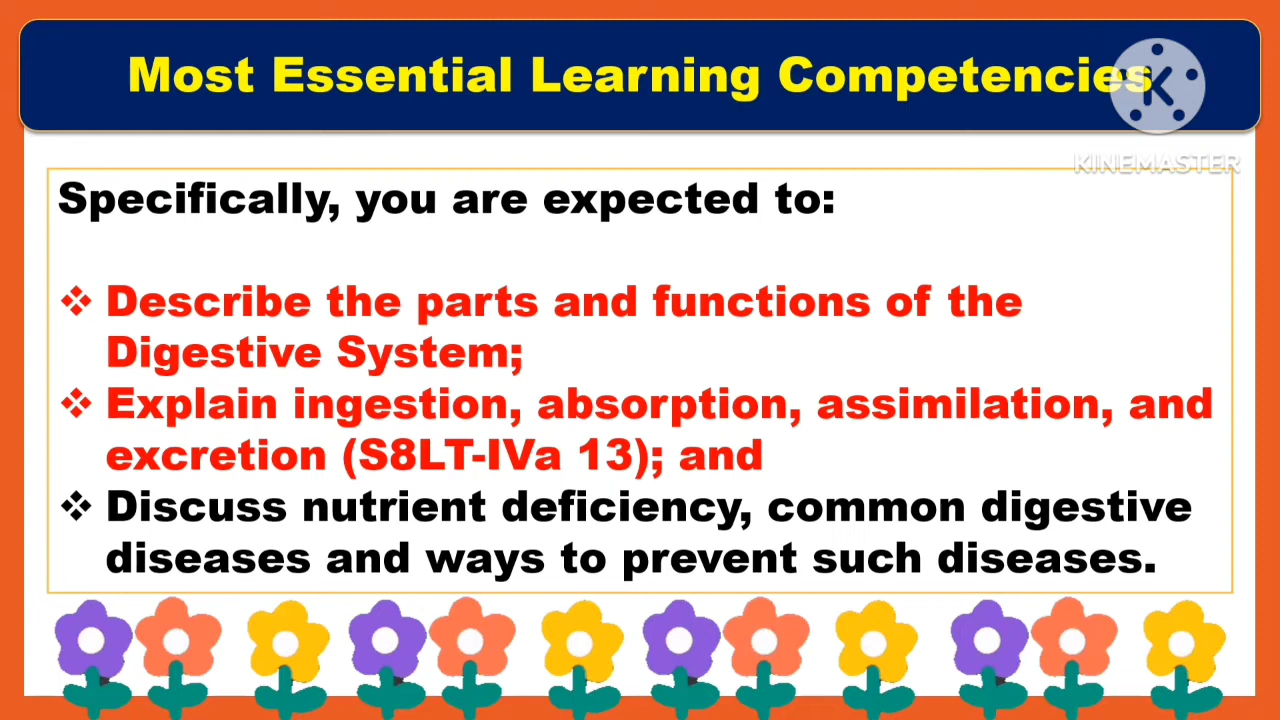 Most Essential Learning Competencies
K
KINEMASTER
Specifically, you are expected to:
❖ Describe the parts and functions of the
Digestive System;
❖ Explain ingestion, absorption, assimilation, and
excretion (S8LT-IVa 13); and
❖ Discuss nutrient deficiency, common digestive
diseases and ways to prevent such diseases.